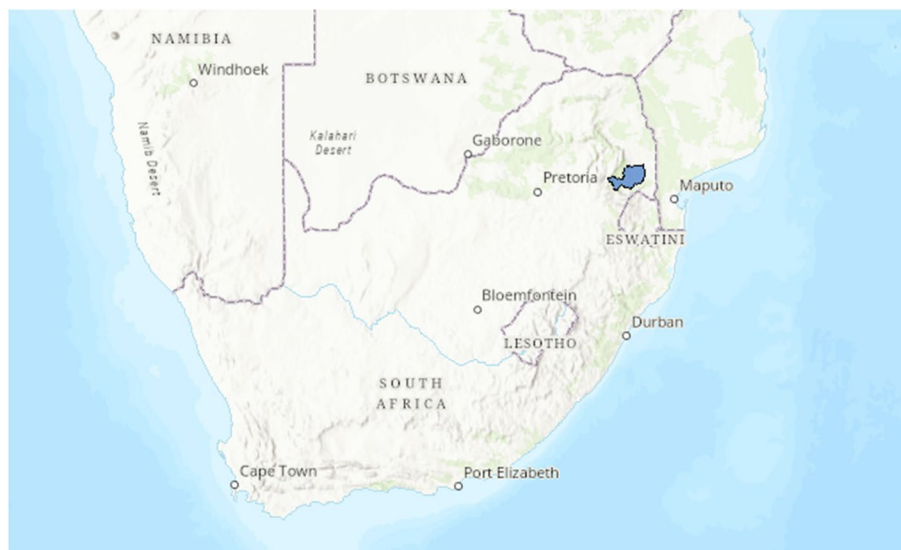 NAMIBIA
Windhoek
BOTSWANA
Namib Desert
Kalahari
Desert
Gaborone
Pretoria
Maputo
ESWATINI
Bloemfontein
Durban
LESOTHO
SOUTH
AFRICA
Cape Town
Port Elizabeth